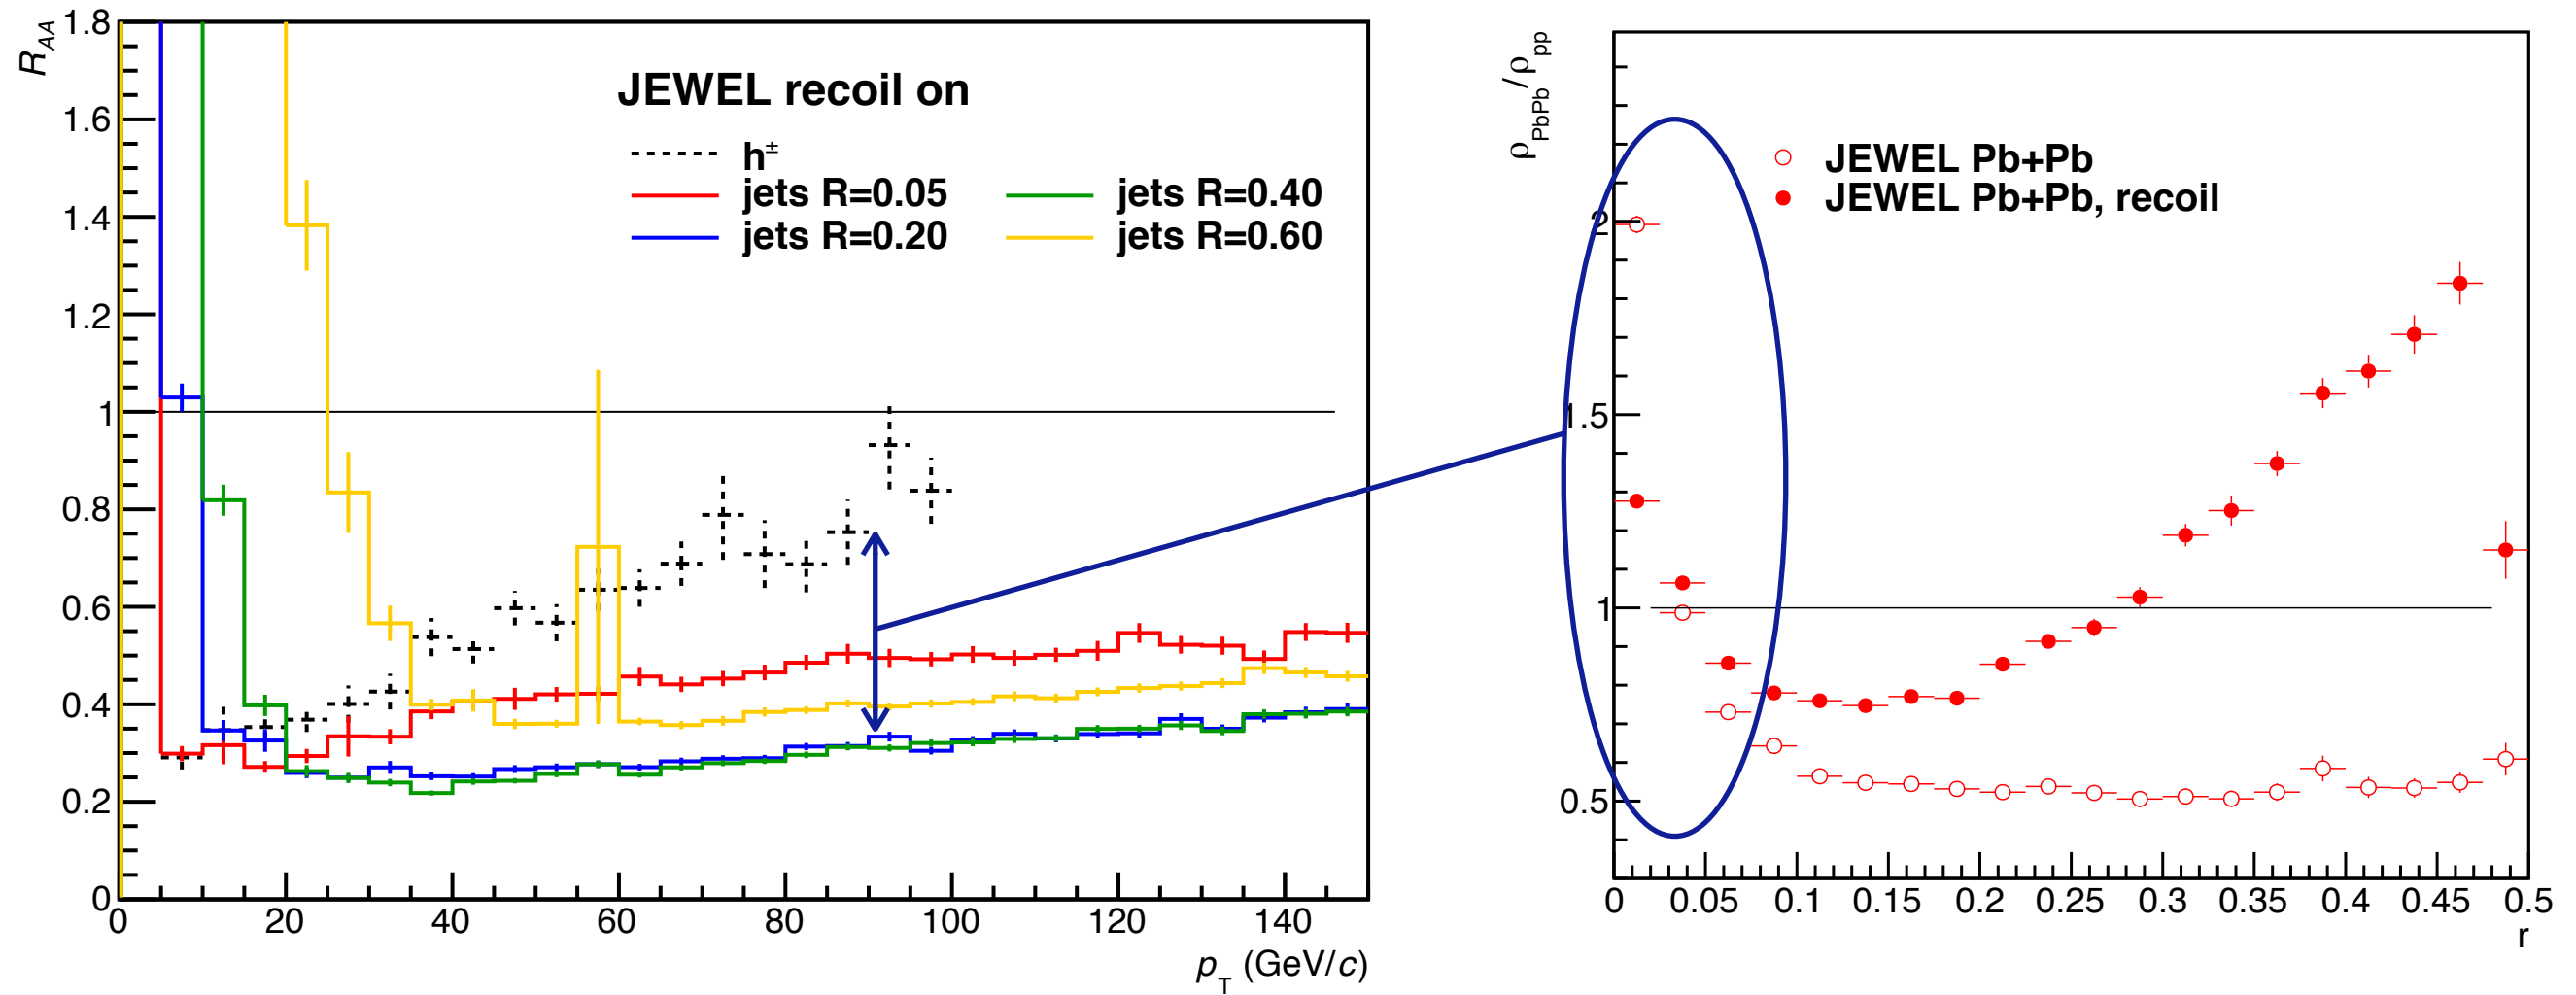 R_AA
1.8
1.6
1.4
1.2
1
0.8
0.6
0.4
0.2
0
JEWEL recoil on
h±
jets R=0.05
jets R=0.40
jets R=0.20
jets R=0.60
0 20 40 60 80 100 120 140
p_T (GeV/c)
ρ_PbPb/ρ_pp
2
1.5
1
0.5
JEWEL Pb+Pb
JEWEL Pb+Pb, recoil
0 0.05 0.1 0.15 0.2 0.25 0.3 0.35 0.4 0.45 0.5
r